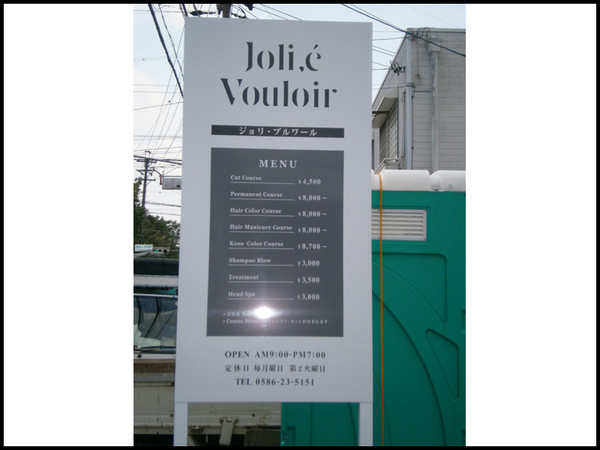 Joli,é
Vouloir
ジョリ・ブルワール
MENU
Cut Course ¥4,500
Permanent Course ¥8,000~
Hair Color Course ¥8,000~
Hair Manicure Course ¥8,000~
Koso Color Course ¥8,700~
Shampoo Blow ¥3,000
Treatment ¥3,500
Head Spa ¥3,000
OPEN AM9:00-PM7:00
定休日 毎月曜日 第2火曜日
TEL 0586-23-5151